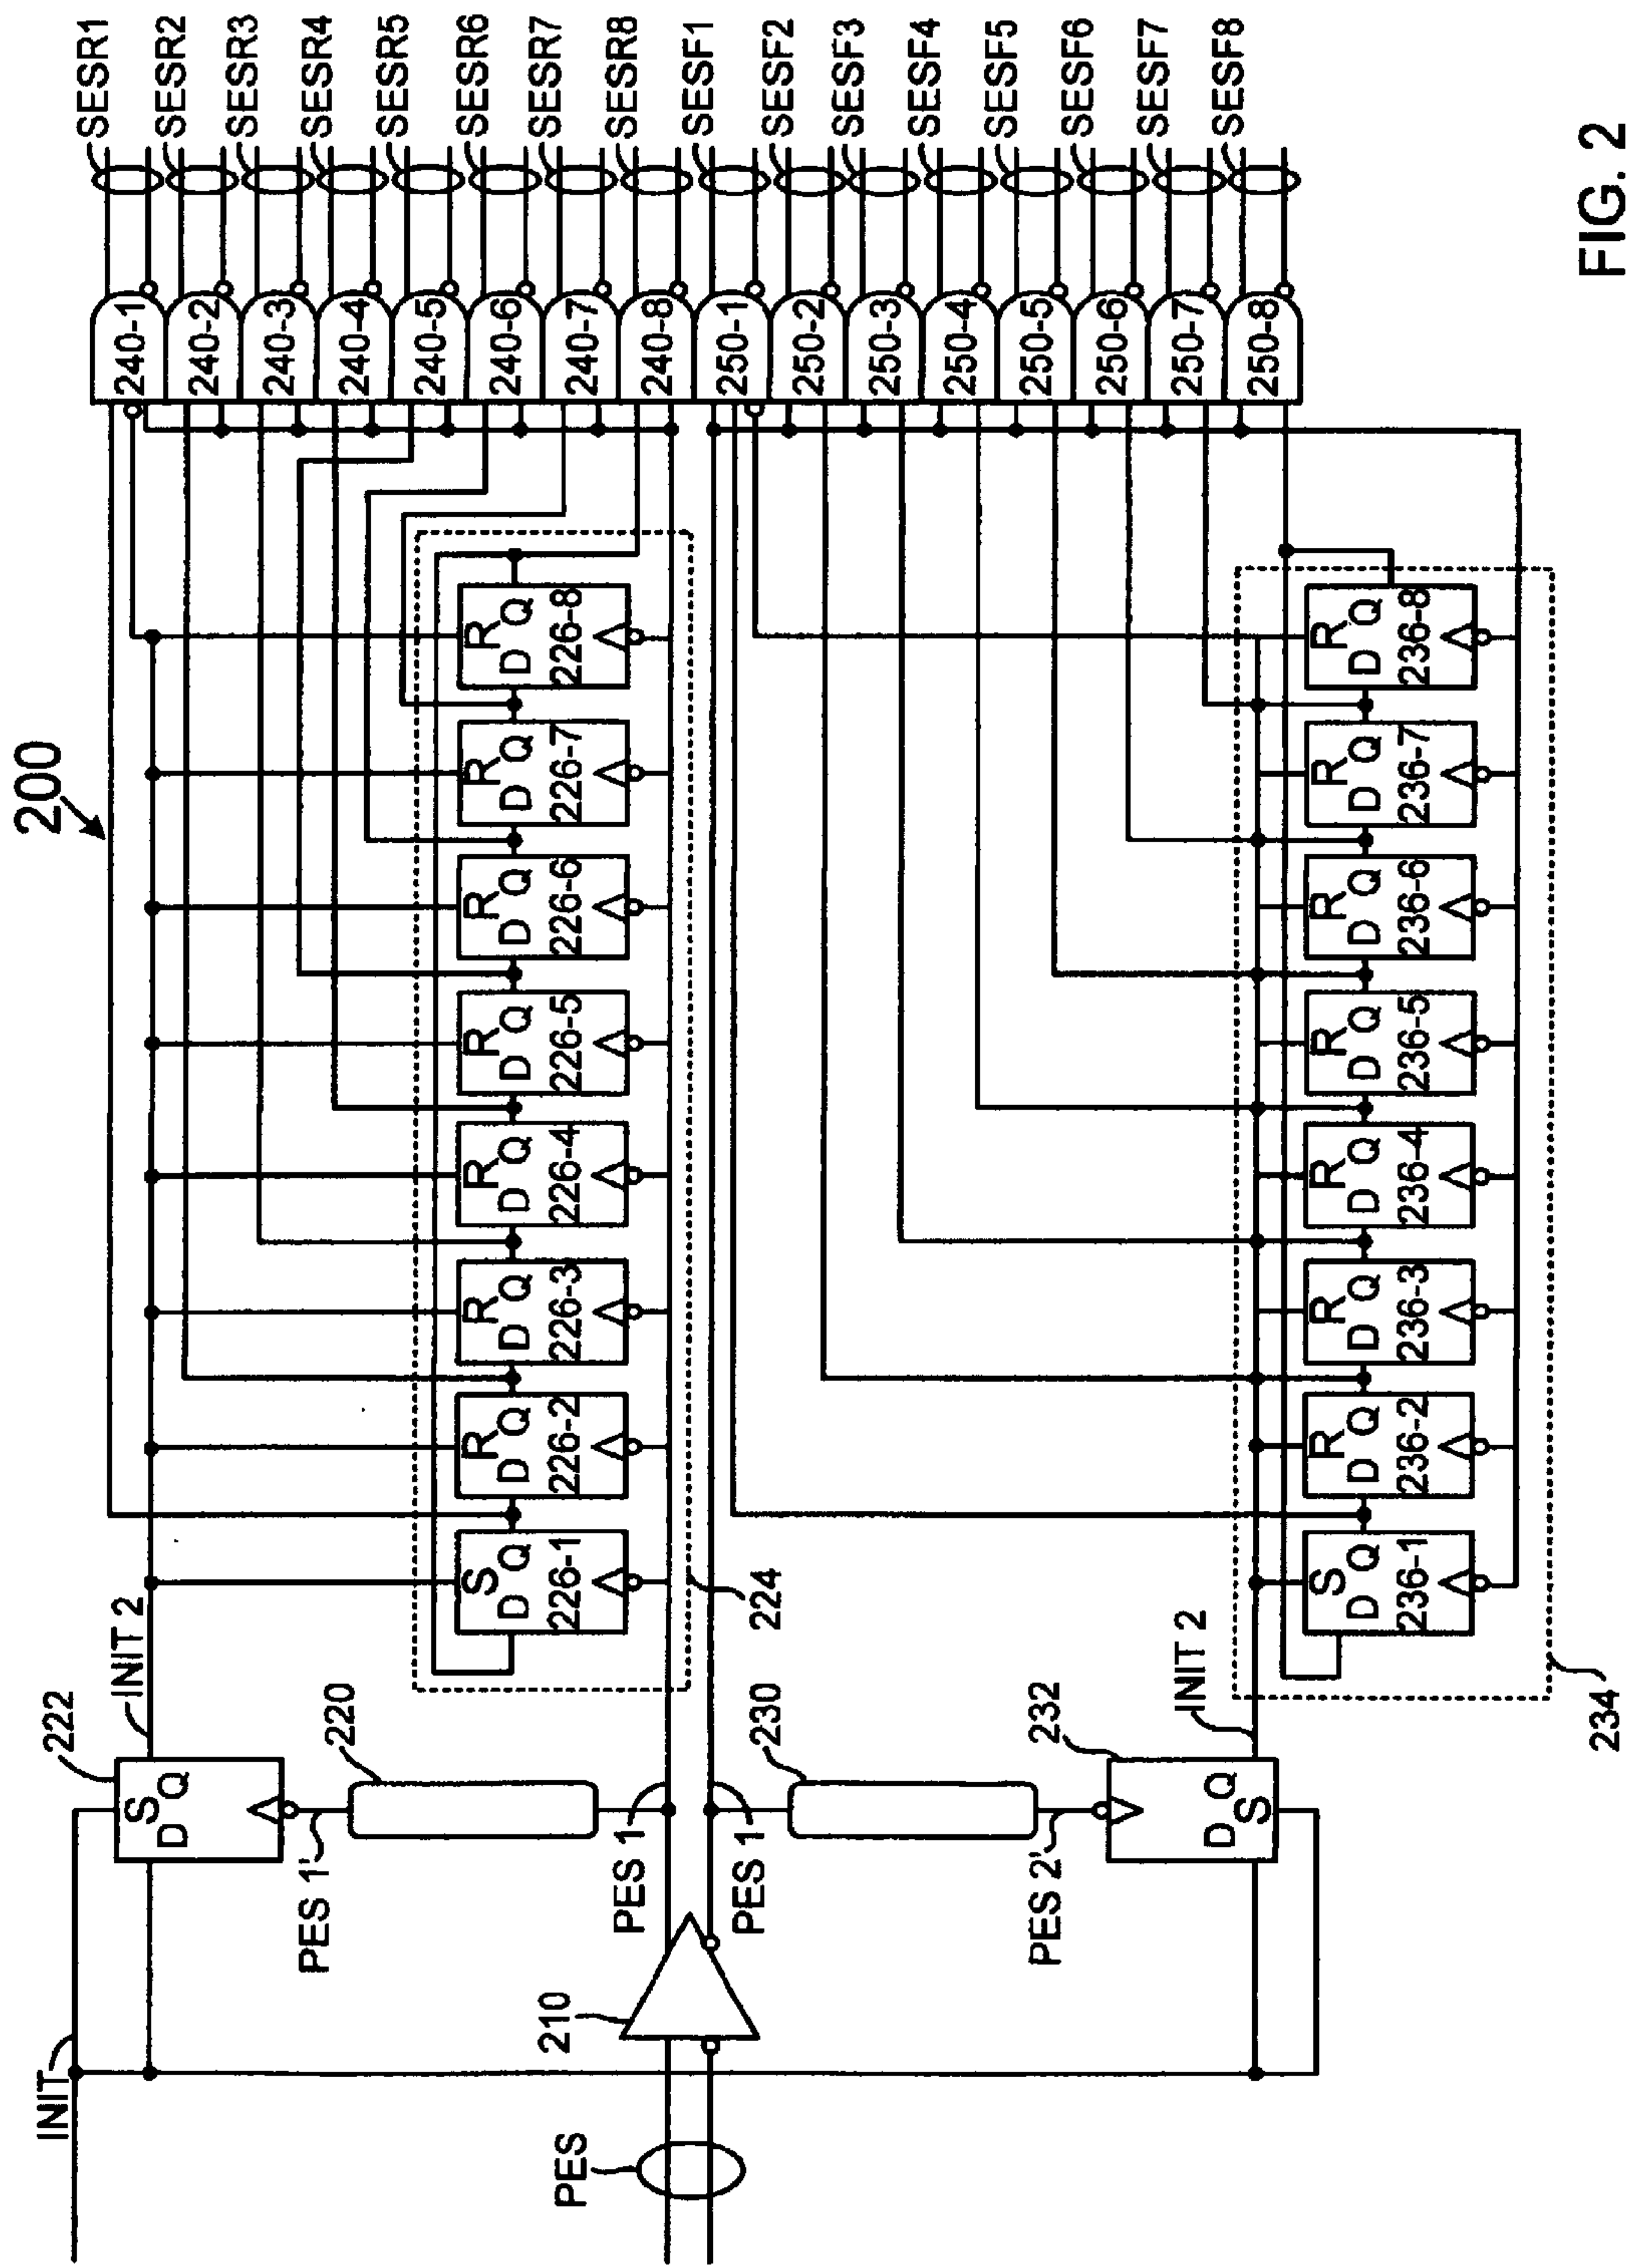 200
INIT
PES
210
PES 1
PES 1
PES 1'
PES 2'
220
230
S
D Q
222
D Q
S
232
INIT 2
INIT 2
224
234
S
D Q
226-1
R
D Q
226-2
R
D Q
226-3
R
D Q
226-4
R
D Q
226-5
R
D Q
226-6
R
D Q
226-7
R
D Q
226-8
S
D Q
236-1
R
D Q
236-2
R
D Q
236-3
R
D Q
236-4
R
D Q
236-5
R
D Q
236-6
R
D Q
236-7
R
D Q
236-8
240-1
240-2
240-3
240-4
240-5
240-6
240-7
240-8
250-1
250-2
250-3
250-4
250-5
250-6
250-7
250-8
SESR1
SESR2
SESR3
SESR4
SESR5
SESR6
SESR7
SESR8
SESF1
SESF2
SESF3
SESF4
SESF5
SESF6
SESF7
SESF8
FIG. 2